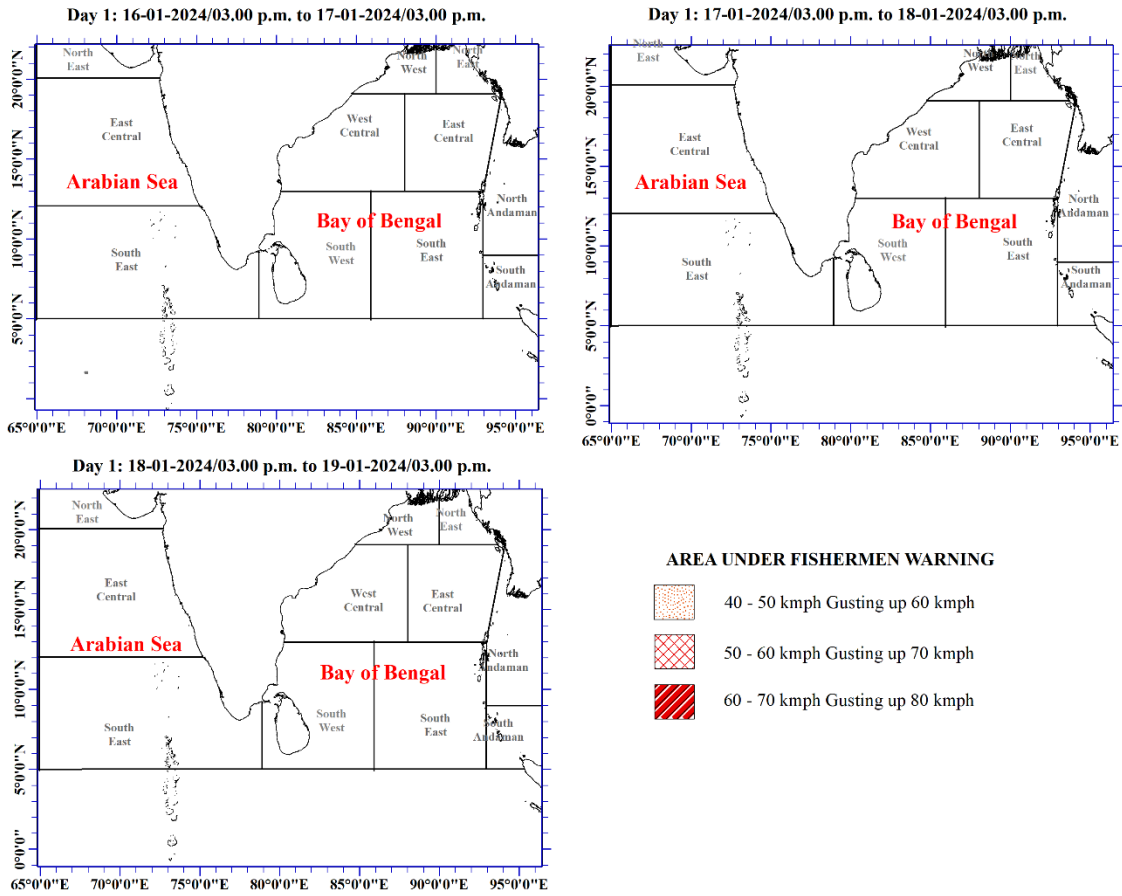 Day 1: 16-01-2024/03.00 p.m. to 17-01-2024/03.00 p.m.
North
East
North
West
North
East
East
Central
West
Central
East
Central
Arabian Sea
North
Andaman
Bay of Bengal
South
East
South
West
South
East
South
Andaman
20°0'0"N
15°0'0"N
10°0'0"N
5°0'0"N
65°0'0"E 70°0'0"E 75°0'0"E 80°0'0"E 85°0'0"E 90°0'0"E 95°0'0"E
Day 1: 17-01-2024/03.00 p.m. to 18-01-2024/03.00 p.m.
North
East
North
West
North
East
East
Central
West
Central
East
Central
Arabian Sea
North
Andaman
Bay of Bengal
South
East
South
West
South
East
South
Andaman
20°0'0"N
15°0'0"N
10°0'0"N
5°0'0"N
0°0'0"
65°0'0"E 70°0'0"E 75°0'0"E 80°0'0"E 85°0'0"E 90°0'0"E 95°0'0"E
Day 1: 18-01-2024/03.00 p.m. to 19-01-2024/03.00 p.m.
North
East
North
West
North
East
East
Central
West
Central
East
Central
Arabian Sea
North
Andaman
Bay of Bengal
South
East
South
West
South
East
South
Andaman
20°0'0"N
15°0'0"N
10°0'0"N
5°0'0"N
0°0'0"
65°0'0"E 70°0'0"E 75°0'0"E 80°0'0"E 85°0'0"E 90°0'0"E 95°0'0"E
AREA UNDER FISHERMEN WARNING
40 - 50 kmph Gusting up 60 kmph
50 - 60 kmph Gusting up 70 kmph
60 - 70 kmph Gusting up 80 kmph